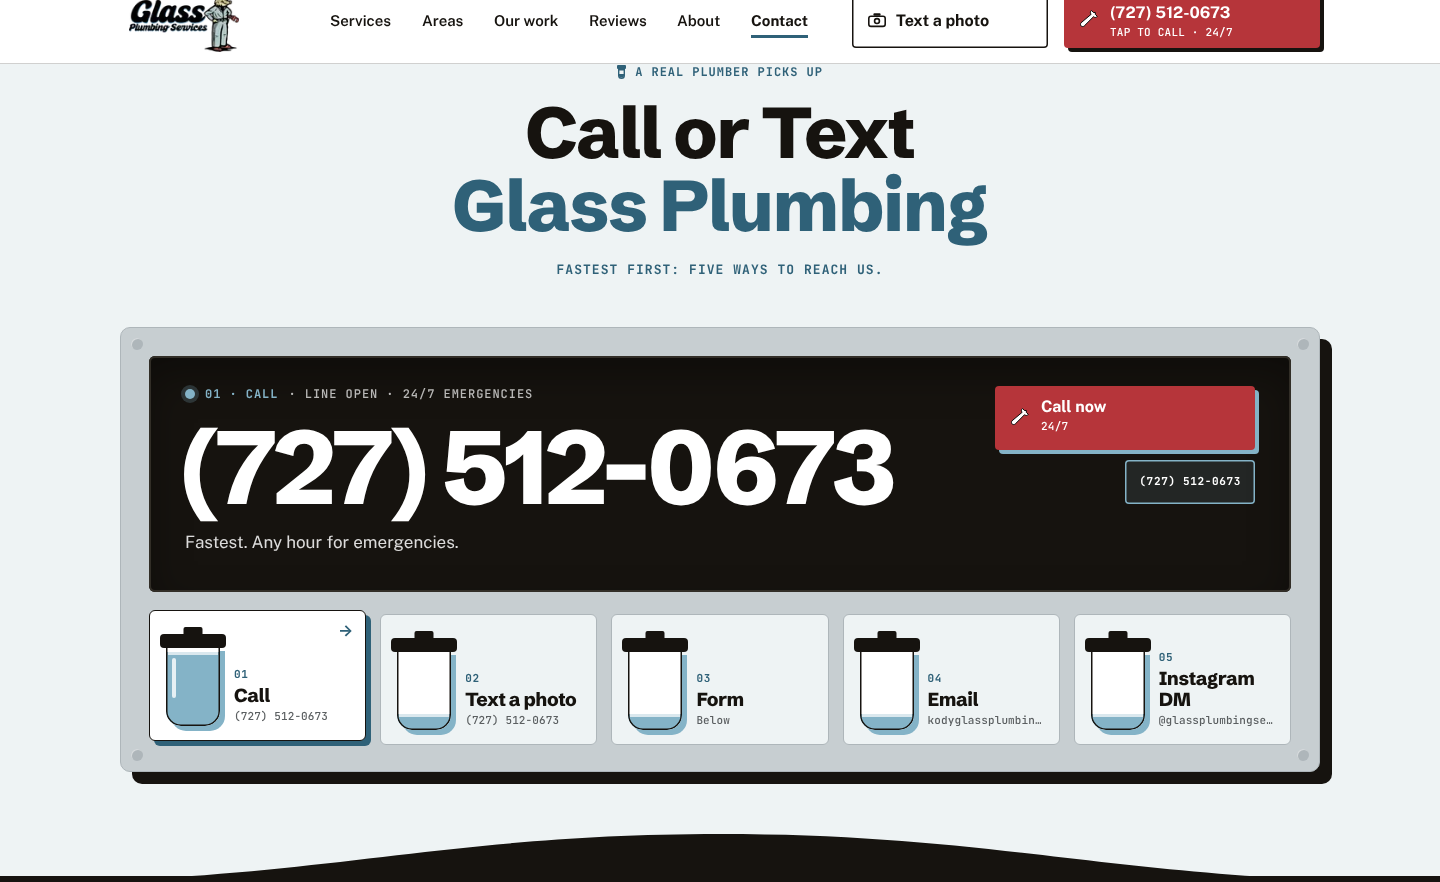 Glass
Plumbing Services
Services
Areas
Our work
Reviews
About
Contact
Text a photo
(727) 512-0673
TAP TO CALL · 24/7
A REAL PLUMBER PICKS UP
Call or Text
Glass Plumbing
FASTEST FIRST: FIVE WAYS TO REACH US.
01 · CALL · LINE OPEN · 24/7 EMERGENCIES
(727) 512-0673
Fastest. Any hour for emergencies.
Call now
24/7
(727) 512-0673
01
Call
(727) 512-0673
02
Text a photo
(727) 512-0673
03
Form
Below
04
Email
kodyglassplumbin…
05
Instagram
DM
@glassplumbingse…